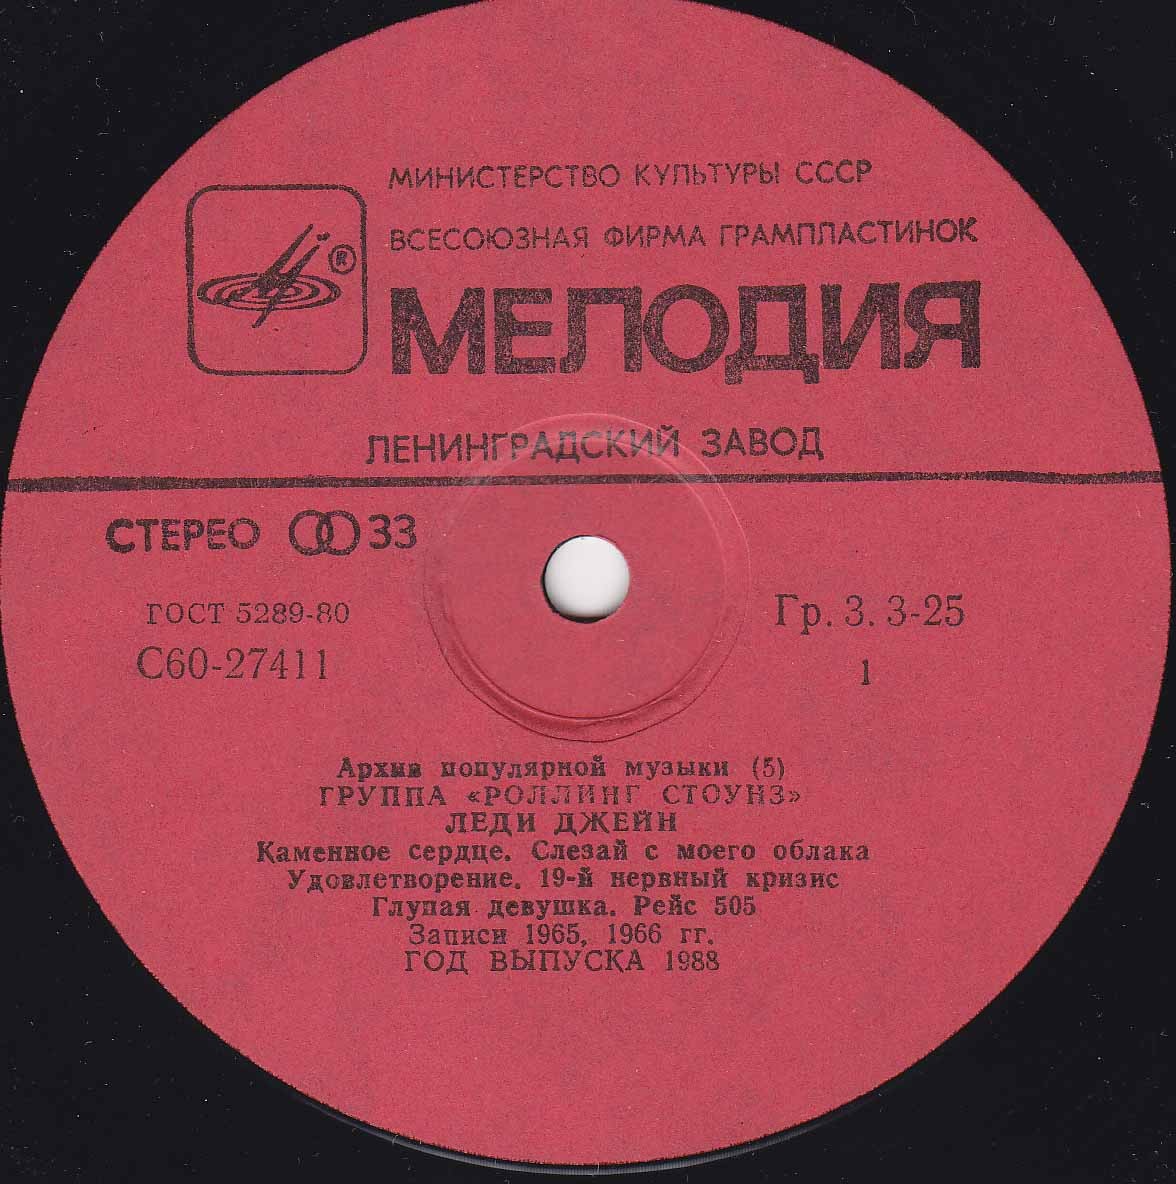 МИНИСТЕРСТВО КУЛЬТУРЫ СССР
ВСЕСОЮЗНАЯ ФИРМА ГРАМПЛАСТИНОК
®
МЕЛОДИЯ
ЛЕНИНГРАДСКИЙ ЗАВОД
СТЕРЕО 33
ГОСТ 5289-80
Гр. 3. 3-25
С60-27411
1
Архив популярной музыки (5)
ГРУППА «РОЛЛИНГ СТОУНЗ»
ЛЕДИ ДЖЕЙН
Каменное сердце. Слезай с моего облака
Удовлетворение. 19-й нервный кризис
Глупая девушка. Рейс 505
Записи 1965, 1966 гг.
ГОД ВЫПУСКА 1988